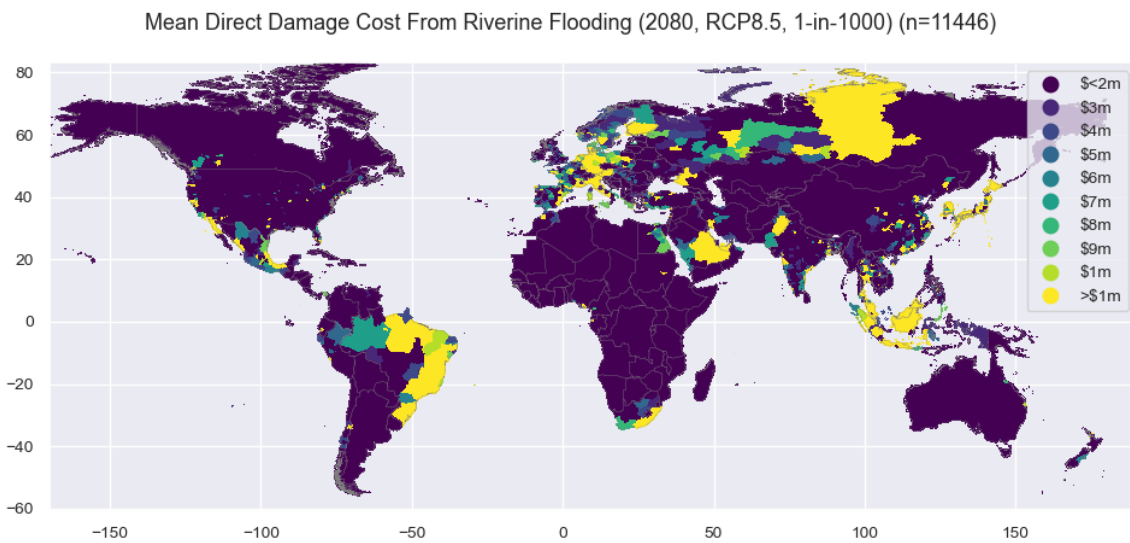 Mean Direct Damage Cost From Riverine Flooding (2080, RCP8.5, 1-in-1000) (n=11446)
80
60
40
20
0
−20
−40
−60
−150
−100
−50
0
50
100
150
$<2m
$3m
$4m
$5m
$6m
$7m
$8m
$9m
$1m
>$1m